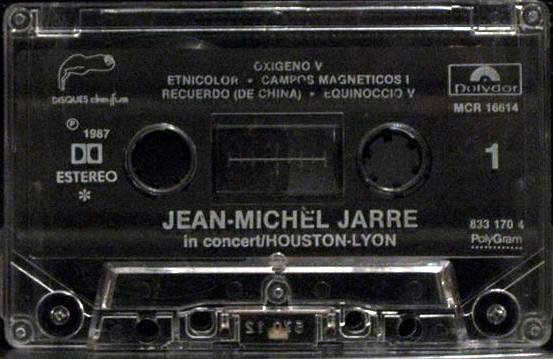 OXIGENO V
ETNICOLOR • CAMPOS MAGNETICOS I
RECUERDO (DE CHINA) • EQUINOCCIO V
DISQUES dreyfus
Polydor
MCR 16614
℗ 1987
ESTEREO
*
1
JEAN-MICHEL JARRE
in concert/HOUSTON-LYON
833 170 4
PolyGram